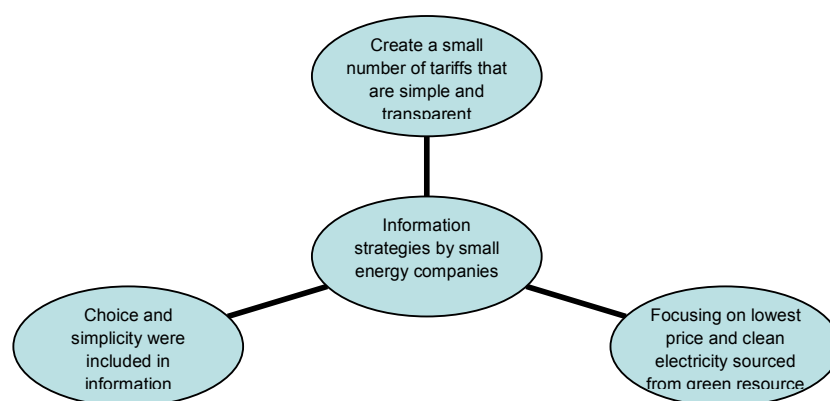 Create a small
number of tariffs that
are simple and
transparent
Information
strategies by small
energy companies
Choice and
simplicity were
included in
information
Focusing on lowest
price and clean
electricity sourced
from green resource